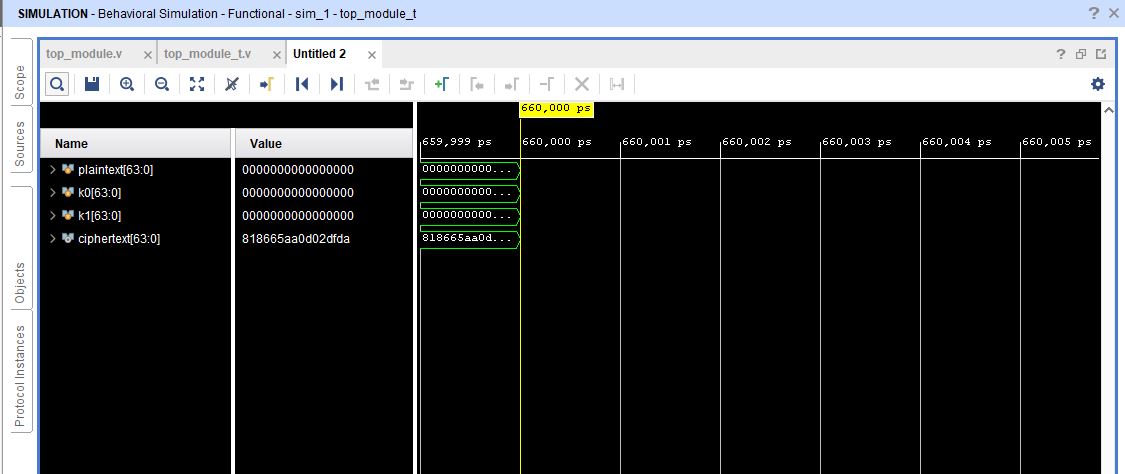 SIMULATION - Behavioral Simulation - Functional - sim_1 - top_module_t ? ×
top_module.v × top_module_t.v × Untitled 2 ×
?
Scope
Sources
Objects
Protocol Instances
660,000 ps
Name Value
659,999 ps 660,000 ps 660,001 ps 660,002 ps 660,003 ps 660,004 ps 660,005 ps
plaintext[63:0] 0000000000000000 0000000000...
k0[63:0] 0000000000000000 0000000000...
k1[63:0] 0000000000000000 0000000000...
ciphertext[63:0] 818665aa0d02dfda 818665aa0d...